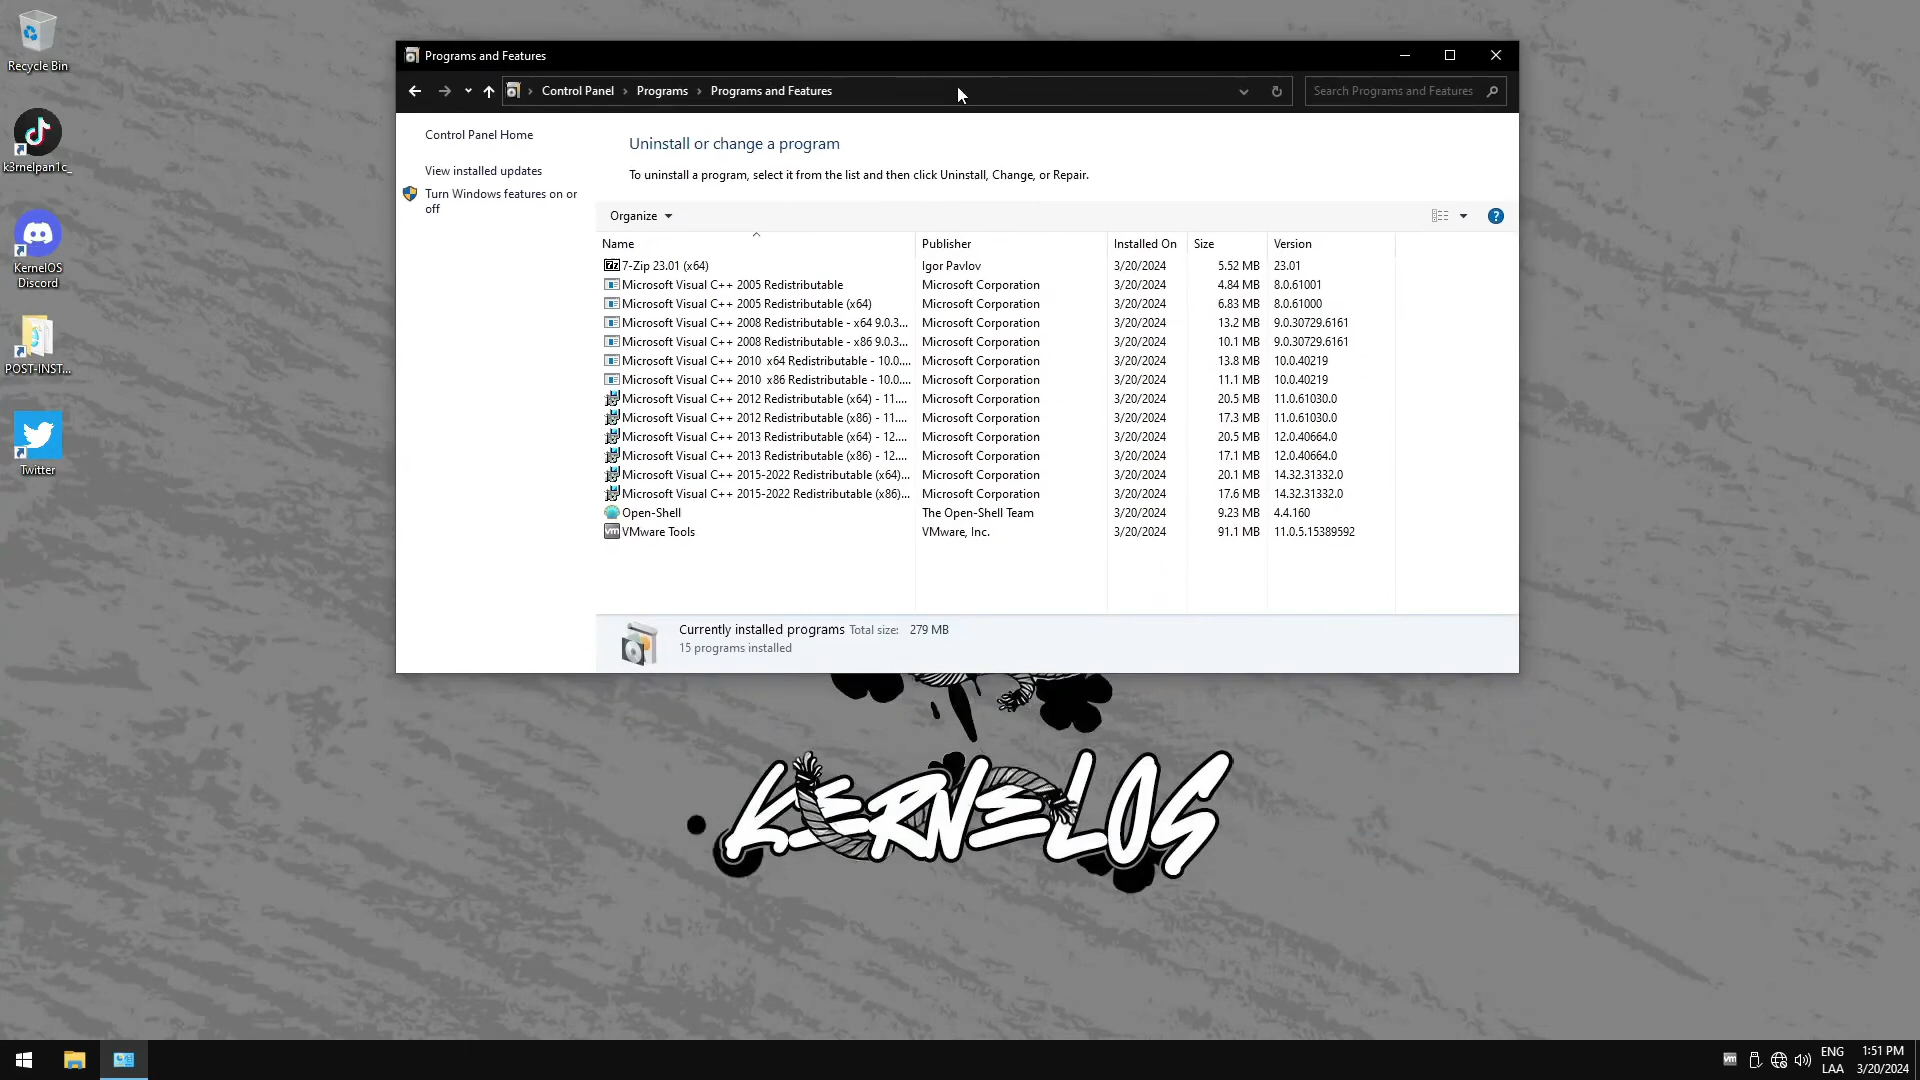 Recycle Bin
k3rnelpan1c_
KernelOS
Discord
POST-INST...
Twitter
Programs and Features
Control Panel > Programs > Programs and Features
Search Programs and Features
Control Panel Home
View installed updates
Turn Windows features on or
off
Uninstall or change a program
To uninstall a program, select it from the list and then click Uninstall, Change, or Repair.
Organize
Name Publisher Installed On Size Version
7-Zip 23.01 (x64) Igor Pavlov 3/20/2024 5.52 MB 23.01
Microsoft Visual C++ 2005 Redistributable Microsoft Corporation 3/20/2024 4.84 MB 8.0.61001
Microsoft Visual C++ 2005 Redistributable (x64) Microsoft Corporation 3/20/2024 6.83 MB 8.0.61000
Microsoft Visual C++ 2008 Redistributable - x64 9.0.3... Microsoft Corporation 3/20/2024 13.2 MB 9.0.30729.6161
Microsoft Visual C++ 2008 Redistributable - x86 9.0.3... Microsoft Corporation 3/20/2024 10.1 MB 9.0.30729.6161
Microsoft Visual C++ 2010 x64 Redistributable - 10.0.... Microsoft Corporation 3/20/2024 13.8 MB 10.0.40219
Microsoft Visual C++ 2010 x86 Redistributable - 10.0.... Microsoft Corporation 3/20/2024 11.1 MB 10.0.40219
Microsoft Visual C++ 2012 Redistributable (x64) - 11.... Microsoft Corporation 3/20/2024 20.5 MB 11.0.61030.0
Microsoft Visual C++ 2012 Redistributable (x86) - 11.... Microsoft Corporation 3/20/2024 17.3 MB 11.0.61030.0
Microsoft Visual C++ 2013 Redistributable (x64) - 12.... Microsoft Corporation 3/20/2024 20.5 MB 12.0.40664.0
Microsoft Visual C++ 2013 Redistributable (x86) - 12.... Microsoft Corporation 3/20/2024 17.1 MB 12.0.40664.0
Microsoft Visual C++ 2015-2022 Redistributable (x64)... Microsoft Corporation 3/20/2024 20.1 MB 14.32.31332.0
Microsoft Visual C++ 2015-2022 Redistributable (x86)... Microsoft Corporation 3/20/2024 17.6 MB 14.32.31332.0
Open-Shell The Open-Shell Team 3/20/2024 9.23 MB 4.4.160
VMware Tools VMware, Inc. 3/20/2024 91.1 MB 11.0.5.15389592
Currently installed programs Total size: 279 MB
15 programs installed
KERNELOS
ENG 1:51 PM
LAA 3/20/2024